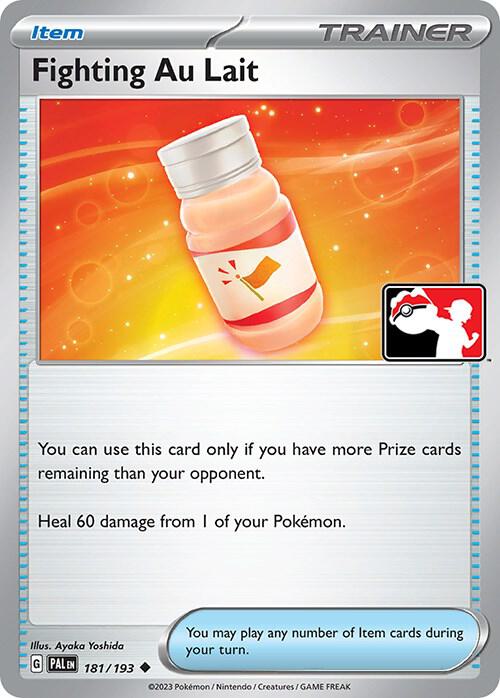 Item
TRAINER
Fighting Au Lait
You can use this card only if you have more Prize cards
remaining than your opponent.
Heal 60 damage from 1 of your Pokémon.
Illus. Ayaka Yoshida
You may play any number of Item cards during
your turn.
G PAL EN 181/193
©2023 Pokémon / Nintendo / Creatures / GAME FREAK